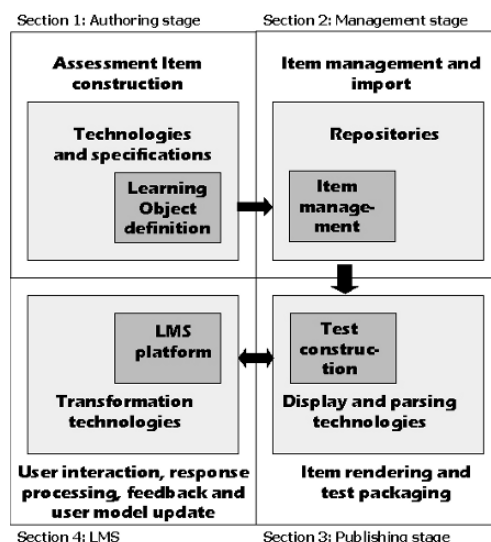 Section 1: Authoring stage
Section 2: Management stage
Assessment Item
construction
Item management and
import
Technologies
and specifications
Learning
Object
definition
Repositories
Item
manage-
ment
LMS
platform
Transformation
technologies
Test
construc-
tion
Display and parsing
technologies
User interaction, response
processing, feedback and
user model update
Item rendering and
test packaging
Section 4: LMS
Section 3: Publishing stage